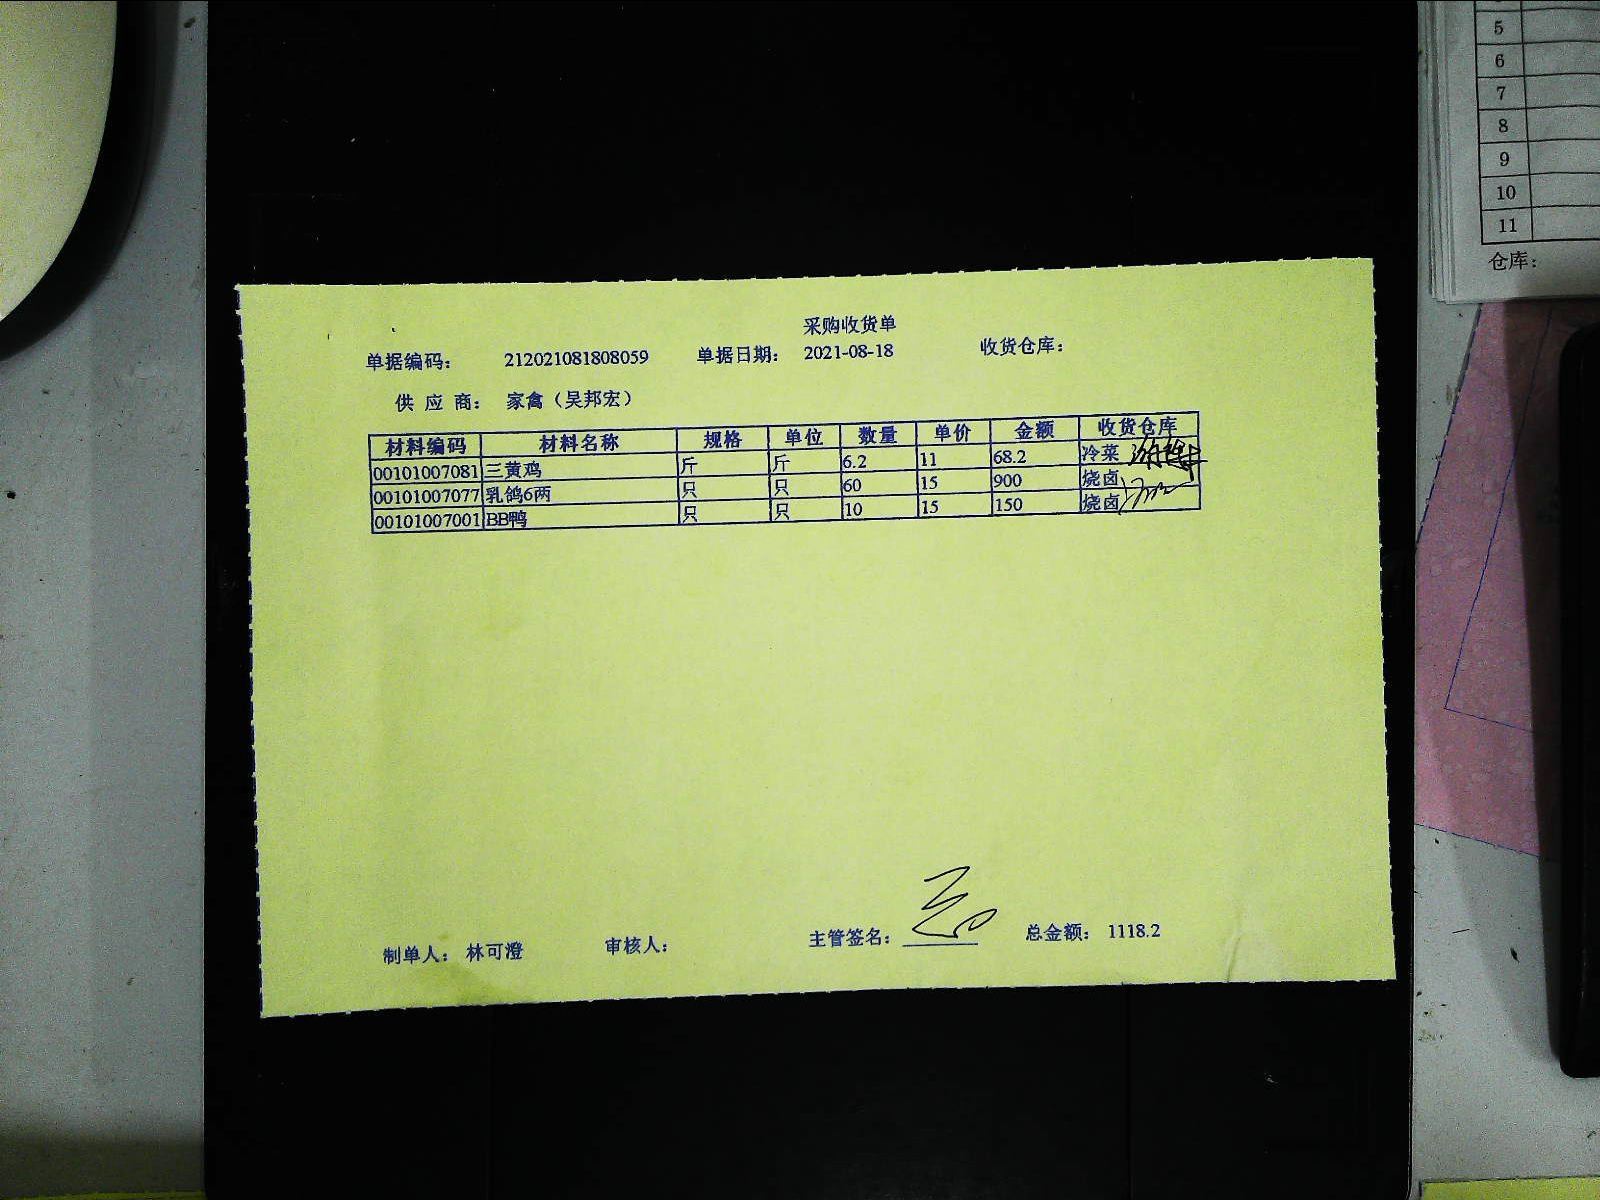 采购收货单
单据编码： 212021081808059 单据日期： 2021-08-18 收货仓库：
供 应 商： 家禽（吴邦宏）
材料编码 材料名称 规格 单位 数量 单价 金额 收货仓库
00101007081 三黄鸡 斤 斤 6.2 11 68.2 冷菜
00101007077 乳鸽6两 只 只 60 15 900 烧卤
00101007001 BB鸭 只 只 10 15 150 烧卤
制单人： 林可澄 审核人： 主管签名： 总金额： 1118.2
5
6
7
8
9
10
11
仓库：